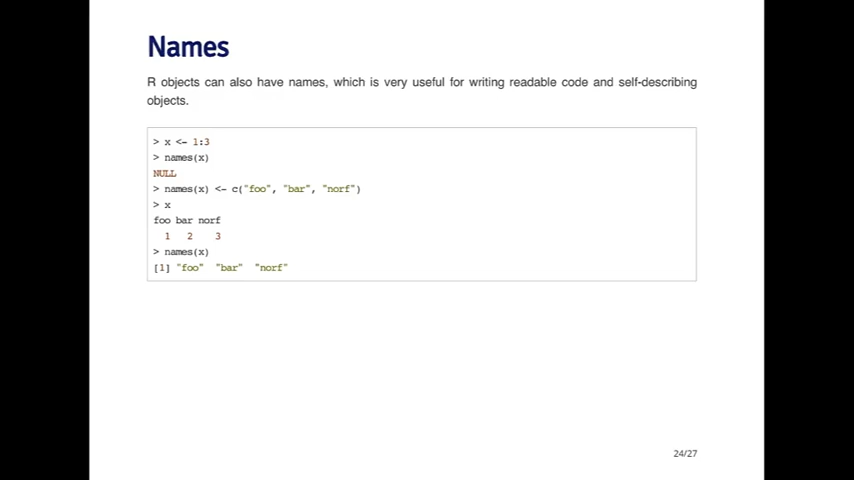 Names
R objects can also have names, which is very useful for writing readable code and self-describing
objects.
> x <- 1:3
> names(x)
NULL
> names(x) <- c("foo", "bar", "norf")
> x
foo bar norf
  1   2    3
> names(x)
[1] "foo"  "bar"  "norf"
24/27